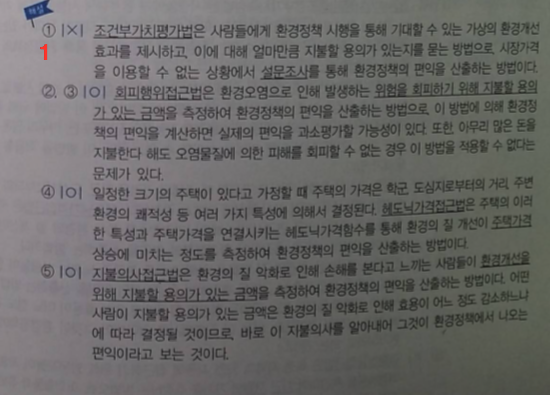 해설
① |×| 조건부가치평가법은 사람들에게 환경정책 시행을 통해 기대할 수 있는 가상의 환경개선
1
효과를 제시하고, 이에 대해 얼마만큼 지불할 용의가 있는지를 묻는 방법으로, 시장가격
을 이용할 수 없는 상황에서 설문조사를 통해 환경정책의 편익을 산출하는 방법이다.
②, ③ |○| 회피행위접근법은 환경오염으로 인해 발생하는 위험을 회피하기 위해 지불할 용의
가 있는 금액을 측정하여 환경정책의 편익을 산출하는 방법으로, 이 방법에 의해 환경정
책의 편익을 계산하면 실제의 편익을 과소평가할 가능성이 있다. 또한, 아무리 많은 돈을
지불한다 해도 오염물질에 의한 피해를 회피할 수 없는 경우 이 방법을 적용할 수 없다는
문제가 있다.
④ |○| 일정한 크기의 주택이 있다고 가정할 때 주택의 가격은 학군, 도심지로부터의 거리, 주변
환경의 쾌적성 등 여러 가지 특성에 의해서 결정된다. 헤도닉가격접근법은 주택의 이러
한 특성과 주택가격을 연결시키는 헤도닉가격함수를 통해 환경의 질 개선이 주택가격
상승에 미치는 정도를 측정하여 환경정책의 편익을 산출하는 방법이다.
⑤ |○| 지불의사접근법은 환경의 질 악화로 인해 손해를 본다고 느끼는 사람들이 환경개선을
위해 지불할 용의가 있는 금액을 측정하여 환경정책의 편익을 산출하는 방법이다. 어떤
사람이 지불할 용의가 있는 금액은 환경의 질 악화로 인해 효용이 어느 정도 감소하느냐
에 따라 결정될 것이므로, 바로 이 지불의사를 알아내어 그것이 환경정책에서 나오는
편익이라고 보는 것이다.